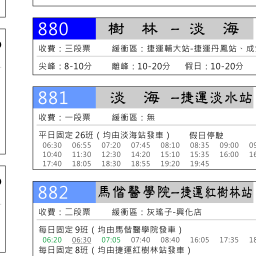 880 樹 林 — 淡 海
收費：三段票 緩衝區：捷運輔大站-捷運丹鳳站、成
尖峰：8-10分 離峰：10-20分 假日：10-20分
881 淡 海 — 捷運淡水站
收費：一段票 緩衝區：無
平日固定 26班（均由淡海站發車） 假日停駛
06:30 06:55 07:20 07:45 08:10 08:35 09:00
10:40 11:30 12:30 14:20 15:10 15:35 16:00
17:40 18:05 18:30 18:55 19:20 19:45
882 馬偕醫學院 — 捷運紅樹林站
收費：二段票 緩衝區：灰瑤子-興化店
每日固定 9班（均由馬偕醫學院發車）
06:20 06:30 07:05 07:40 08:40 16:05 17:35
每日固定 8班（均由捷運紅樹林站發車）